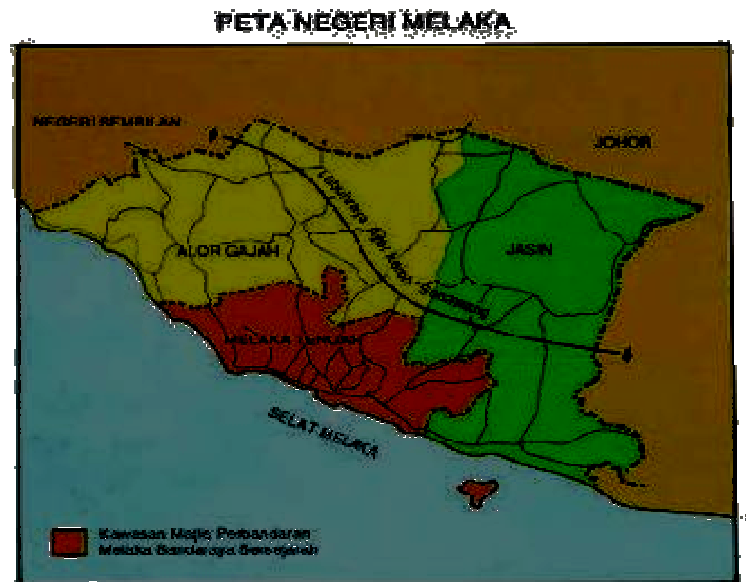 PETA NEGERI MELAKA
NEGERI SEMBILAN
JOHOR
Lebuhraya
ALOR GAJAH
JASIN
MELAKA TENGAH
SELAT MELAKA
Kawasan Majlis Perbandaran
Melaka Bandaraya Bersejarah